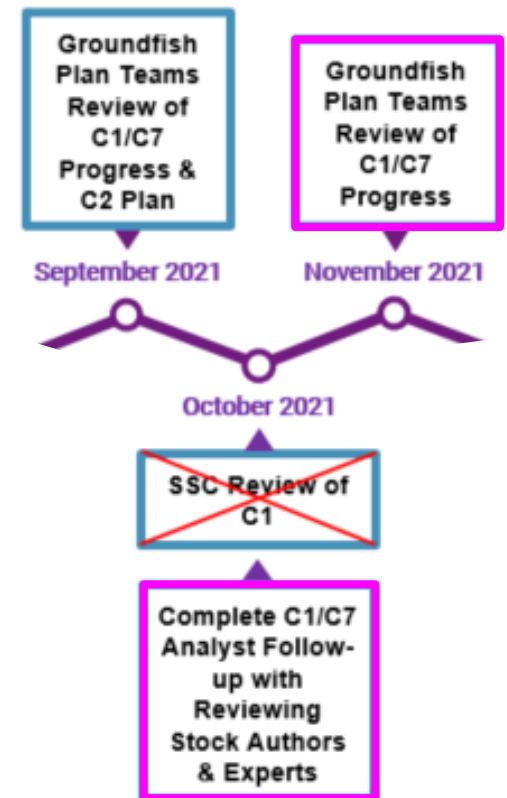 Groundfish
Plan Teams
Review of
C1/C7
Progress &
C2 Plan
Groundfish
Plan Teams
Review of
C1/C7
Progress
September 2021
November 2021
October 2021
SSC Review of
C1
Complete C1/C7
Analyst Follow-
up with
Reviewing
Stock Authors
& Experts